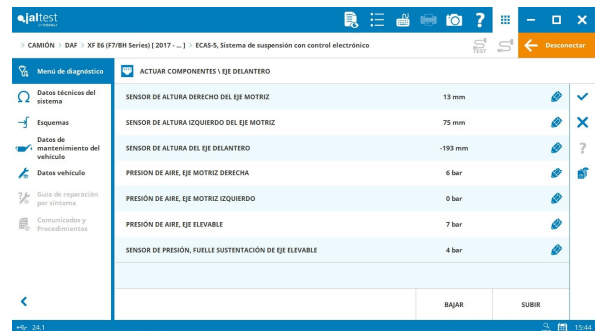 jaltest
CAMIÓN > DAF > XF E6 (F7/BH Series) [ 2017 - ... ] > ECAS-5, Sistema de suspensión con control electrónico
TEST
Desconectar
Menú de diagnóstico
ACTUAR COMPONENTES \ EJE DELANTERO
Datos técnicos del
sistema
Esquemas
Datos de
mantenimiento del
vehículo
Datos vehículo
Guía de reparación
por síntoma
Comunicados y
Procedimientos
SENSOR DE ALTURA DERECHO DEL EJE MOTRIZ 13 mm
SENSOR DE ALTURA IZQUIERDO DEL EJE MOTRIZ 75 mm
SENSOR DE ALTURA DEL EJE DELANTERO -193 mm
PRESION DE AIRE, EJE MOTRIZ DERECHA 6 bar
PRESIÓN DE AIRE, EJE MOTRIZ IZQUIERDO 0 bar
PRESIÓN DE AIRE, EJE ELEVABLE 7 bar
SENSOR DE PRESIÓN, FUELLE SUSTENTACIÓN DE EJE ELEVABLE 4 bar
BAJAR SUBIR
24.1
15:44